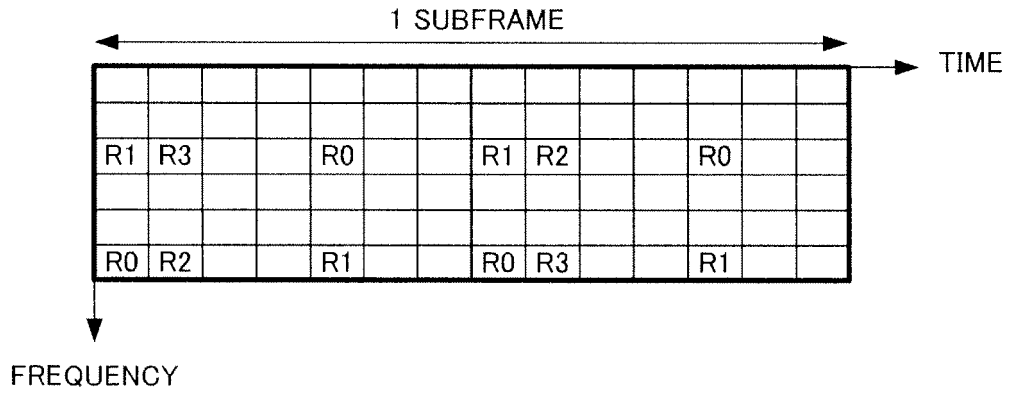 1 SUBFRAME
TIME
R1 R3 R0 R1 R2 R0
R0 R2 R1 R0 R3 R1
FREQUENCY